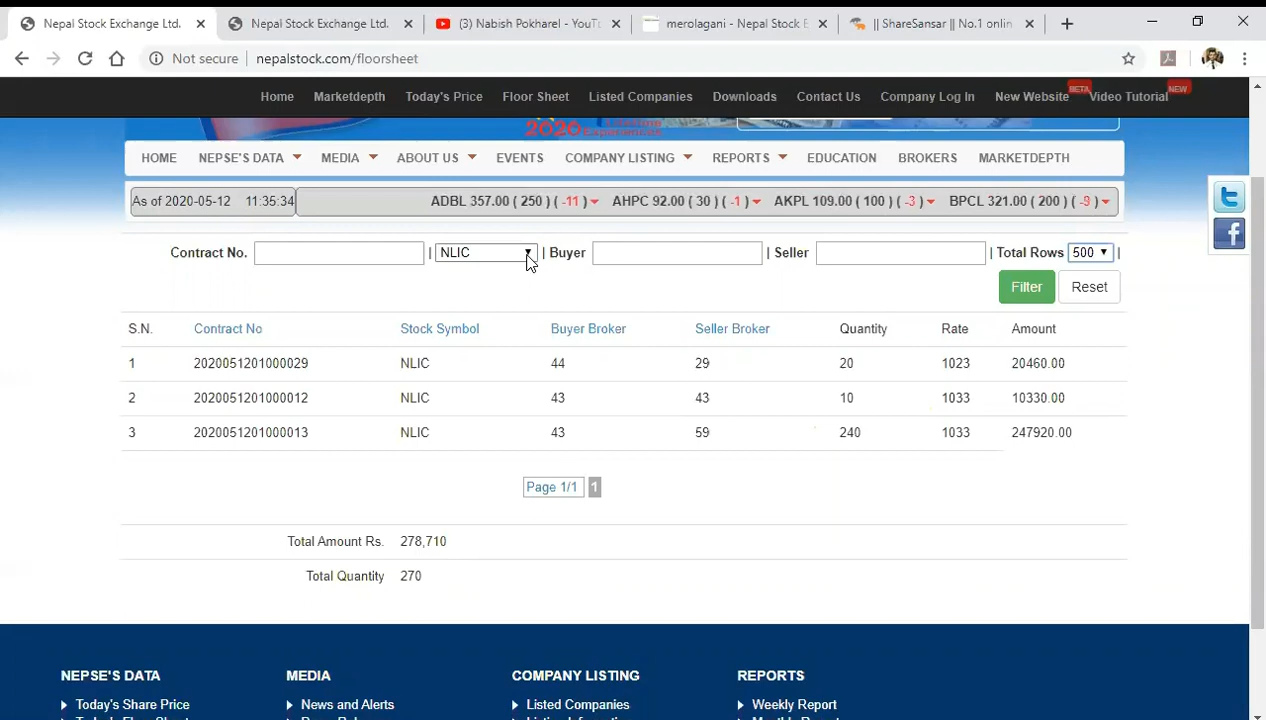 Nepal Stock Exchange Ltd.
Nepal Stock Exchange Ltd.
(3) Nabish Pokharel - YouT
merolagani - Nepal Stock E
|| ShareSansar || No.1 onlin
Not secure | nepalstock.com/floorsheet
Home Marketdepth Today's Price Floor Sheet Listed Companies Downloads Contact Us Company Log In New Website BETA Video Tutorial NEW
2020
HOME NEPSE'S DATA MEDIA ABOUT US EVENTS COMPANY LISTING REPORTS EDUCATION BROKERS MARKETDEPTH
As of 2020-05-12 11:35:34 ADBL 357.00 ( 250 ) ( -11 ) AHPC 92.00 ( 30 ) ( -1 ) AKPL 109.00 ( 100 ) ( -3 ) BPCL 321.00 ( 200 ) ( -9 )
Contract No. | NLIC | Buyer | Seller | Total Rows 500 |
Filter Reset
S.N. Contract No Stock Symbol Buyer Broker Seller Broker Quantity Rate Amount
1 2020051201000029 NLIC 44 29 20 1023 20460.00
2 2020051201000012 NLIC 43 43 10 1033 10330.00
3 2020051201000013 NLIC 43 59 240 1033 247920.00
Page 1/1 1
Total Amount Rs. 278,710
Total Quantity 270
NEPSE'S DATA MEDIA COMPANY LISTING REPORTS
Today's Share Price News and Alerts Listed Companies Weekly Report